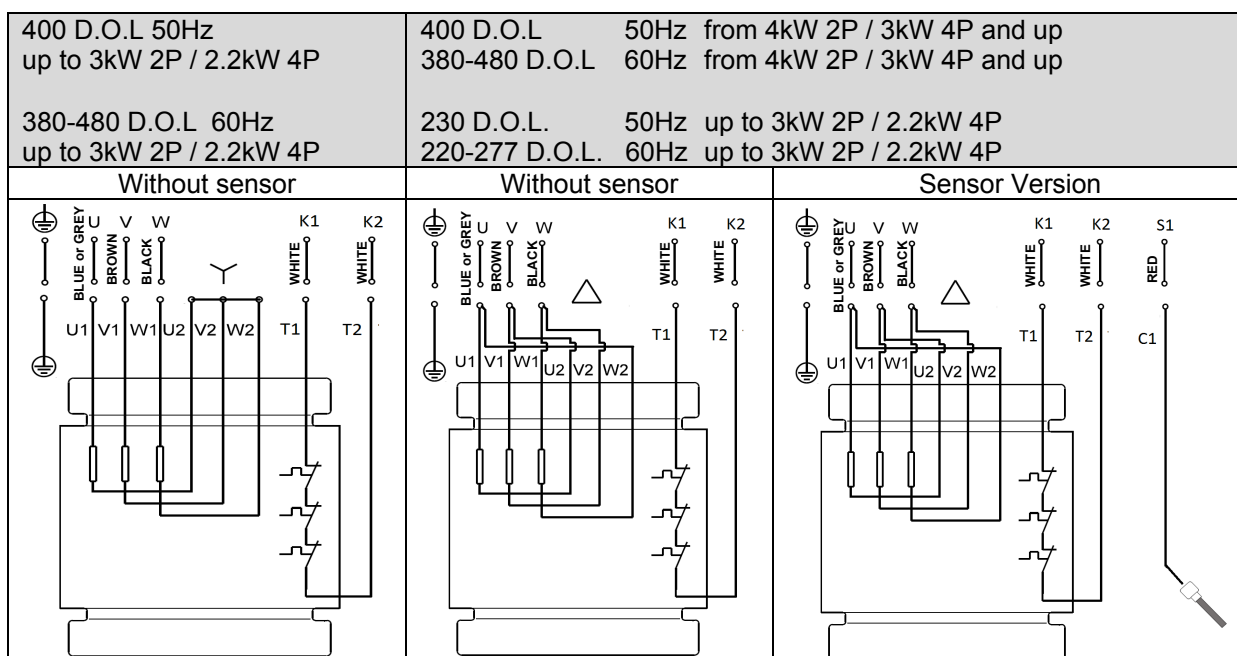 400 D.O.L 50Hz
up to 3kW 2P / 2.2kW 4P
380-480 D.O.L 60Hz
up to 3kW 2P / 2.2kW 4P
400 D.O.L 50Hz from 4kW 2P / 3kW 4P and up
380-480 D.O.L 60Hz from 4kW 2P / 3kW 4P and up
230 D.O.L. 50Hz up to 3kW 2P / 2.2kW 4P
220-277 D.O.L. 60Hz up to 3kW 2P / 2.2kW 4P
Without sensor
Without sensor
Sensor Version
U V W K1 K2
BLUE or GREY
BROWN
BLACK
WHITE
WHITE
U1 V1 W1 U2 V2 W2 T1 T2
U V W K1 K2
BLUE or GREY
BROWN
BLACK
WHITE
WHITE
T1 T2
U1 V1 W1 U2 V2 W2
U V W K1 K2 S1
BLUE or GREY
BROWN
BLACK
WHITE
WHITE
RED
T1 T2 C1
U1 V1 W1 U2 V2 W2